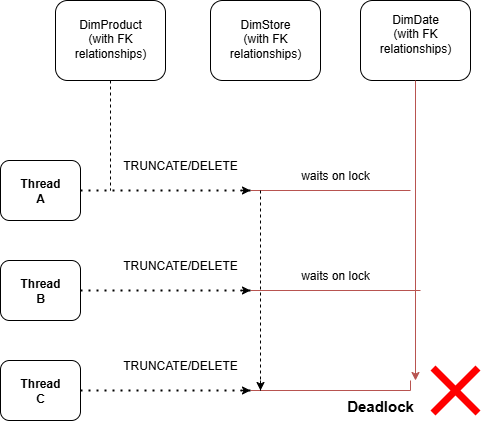 DimProduct
(with FK
relationships)
DimStore
(with FK
relationships)
DimDate
(with FK
relationships)
Thread
A
TRUNCATE/DELETE
waits on lock
Thread
B
TRUNCATE/DELETE
waits on lock
Thread
C
TRUNCATE/DELETE
Deadlock